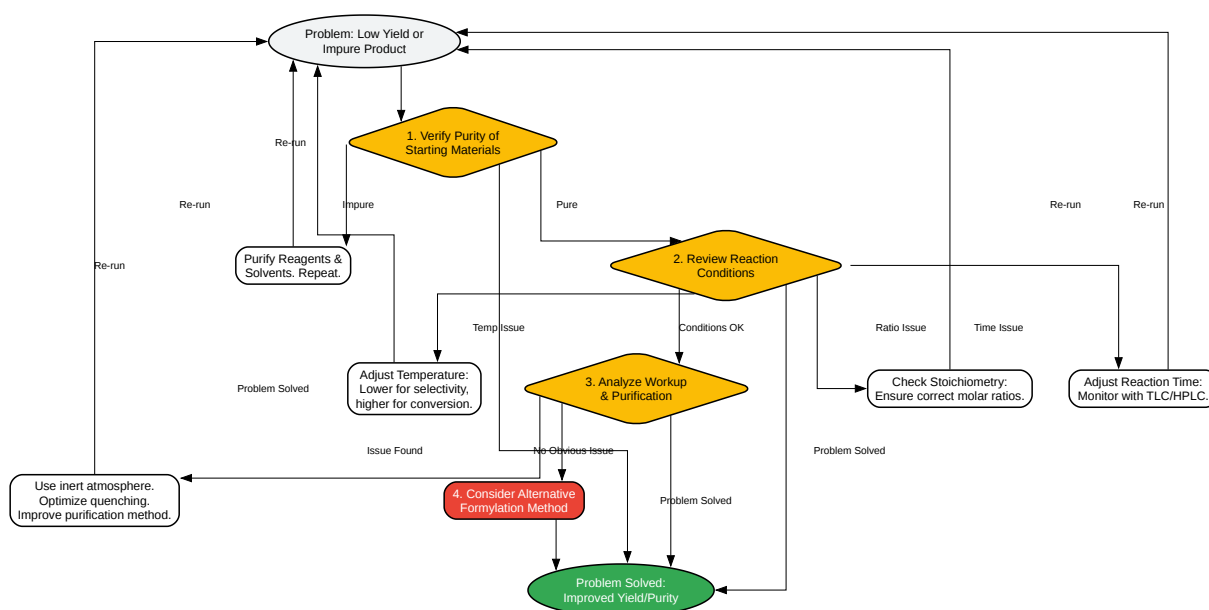 Problem: Low Yield or
Impure Product
1. Verify Purity of
Starting Materials
Re-run
Re-run
Impure
Pure
Re-run
Re-run
Purify Reagents &
Solvents. Repeat.
2. Review Reaction
Conditions
Re-run
Temp Issue
Conditions OK
Ratio Issue
Time Issue
Problem Solved
Adjust Temperature:
Lower for selectivity,
higher for conversion.
3. Analyze Workup
& Purification
Check Stoichiometry:
Ensure correct molar ratios.
Adjust Reaction Time:
Monitor with TLC/HPLC.
Issue Found
No Obvious Issue
Problem Solved
Use inert atmosphere.
Optimize quenching.
Improve purification method.
4. Consider Alternative
Formylation Method
Problem Solved
Problem Solved:
Improved Yield/Purity